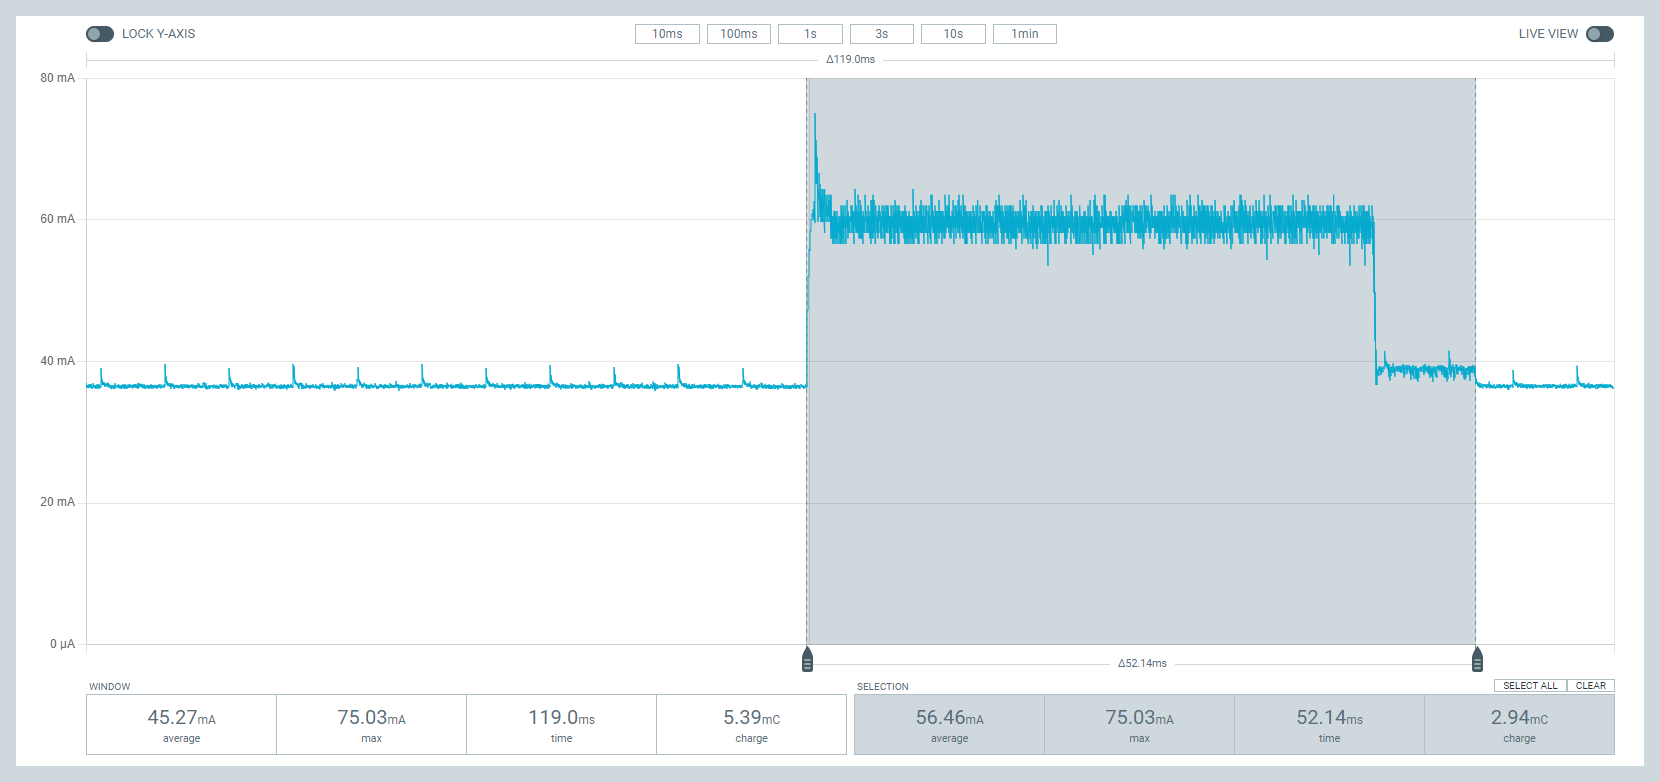 LOCK Y-AXIS
10ms 100ms 1s 3s 10s 1min
LIVE VIEW
Δ119.0ms
80 mA
60 mA
40 mA
20 mA
0 µA
Δ52.14ms
WINDOW
45.27mA 75.03mA 119.0ms 5.39mC
average max time charge
SELECTION
SELECT ALL CLEAR
56.46mA 75.03mA 52.14ms 2.94mC
average max time charge